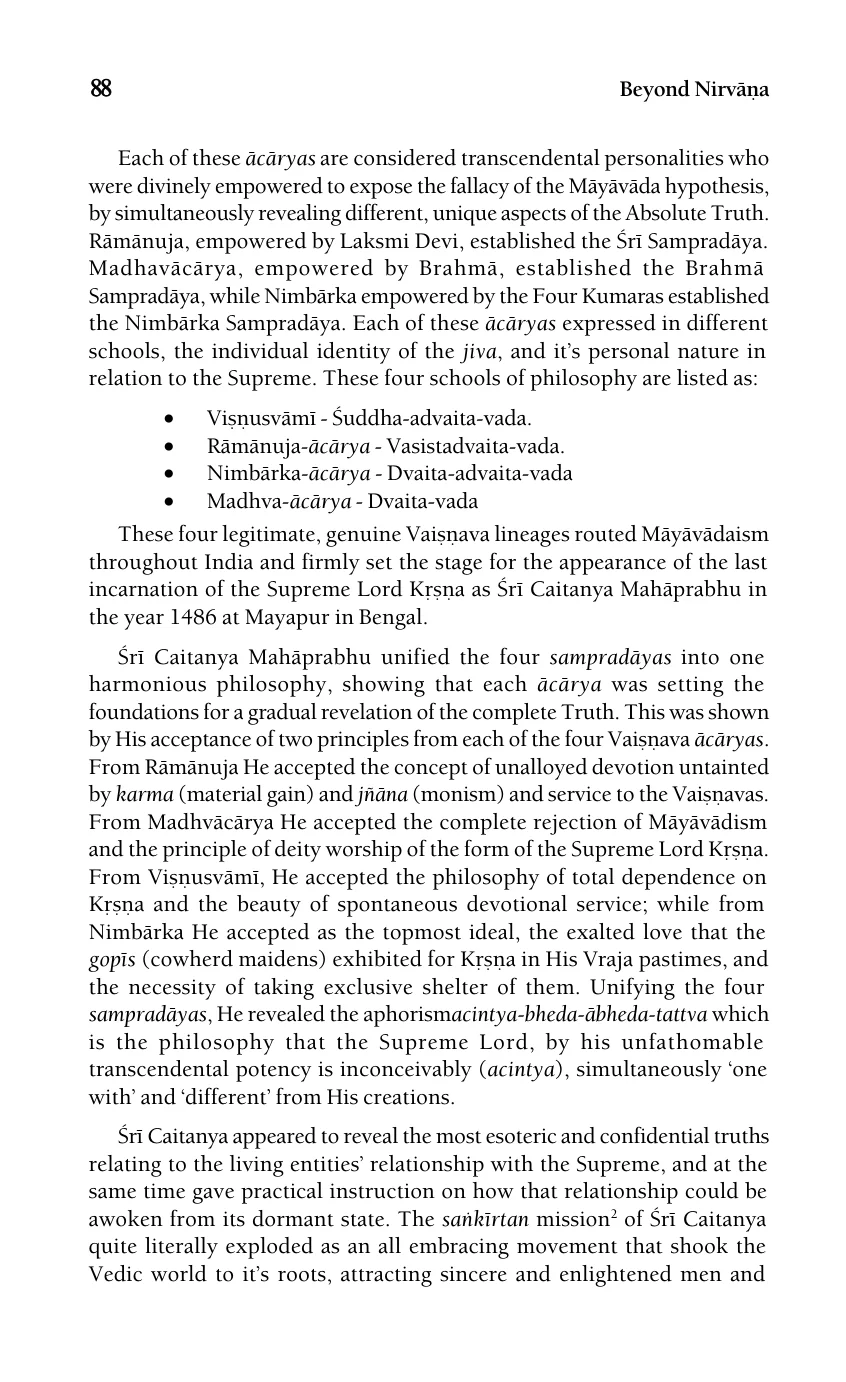 88 Beyond Nirvāṇa
Each of these ācāryas are considered transcendental personalities who
were divinely empowered to expose the fallacy of the Māyāvāda hypothesis,
by simultaneously revealing different, unique aspects of the Absolute Truth.
Rāmānuja, empowered by Laksmi Devi, established the Śrī Sampradāya.
Madhavācārya, empowered by Brahmā, established the Brahmā
Sampradāya, while Nimbārka empowered by the Four Kumaras established
the Nimbārka Sampradāya. Each of these ācāryas expressed in different
schools, the individual identity of the jiva, and it’s personal nature in
relation to the Supreme. These four schools of philosophy are listed as:
• Viṣṇusvāmī - Śuddha-advaita-vada.
• Rāmānuja-ācārya - Vasistadvaita-vada.
• Nimbārka-ācārya - Dvaita-advaita-vada
• Madhva-ācārya - Dvaita-vada
These four legitimate, genuine Vaiṣṇava lineages routed Māyāvādaism
throughout India and firmly set the stage for the appearance of the last
incarnation of the Supreme Lord Kṛṣṇa as Śrī Caitanya Mahāprabhu in
the year 1486 at Mayapur in Bengal.
Śrī Caitanya Mahāprabhu unified the four sampradāyas into one
harmonious philosophy, showing that each ācārya was setting the
foundations for a gradual revelation of the complete Truth. This was shown
by His acceptance of two principles from each of the four Vaiṣṇava ācāryas.
From Rāmānuja He accepted the concept of unalloyed devotion untainted
by karma (material gain) and jñāna (monism) and service to the Vaiṣṇavas.
From Madhvācārya He accepted the complete rejection of Māyāvādism
and the principle of deity worship of the form of the Supreme Lord Kṛṣṇa.
From Viṣṇusvāmī, He accepted the philosophy of total dependence on
Kṛṣṇa and the beauty of spontaneous devotional service; while from
Nimbārka He accepted as the topmost ideal, the exalted love that the
gopīs (cowherd maidens) exhibited for Kṛṣṇa in His Vraja pastimes, and
the necessity of taking exclusive shelter of them. Unifying the four
sampradāyas, He revealed the aphorismacintya-bheda-ābheda-tattva which
is the philosophy that the Supreme Lord, by his unfathomable
transcendental potency is inconceivably (acintya), simultaneously ‘one
with’ and ‘different’ from His creations.
Śrī Caitanya appeared to reveal the most esoteric and confidential truths
relating to the living entities’ relationship with the Supreme, and at the
same time gave practical instruction on how that relationship could be
awoken from its dormant state. The saṅkīrtan mission² of Śrī Caitanya
quite literally exploded as an all embracing movement that shook the
Vedic world to it’s roots, attracting sincere and enlightened men and